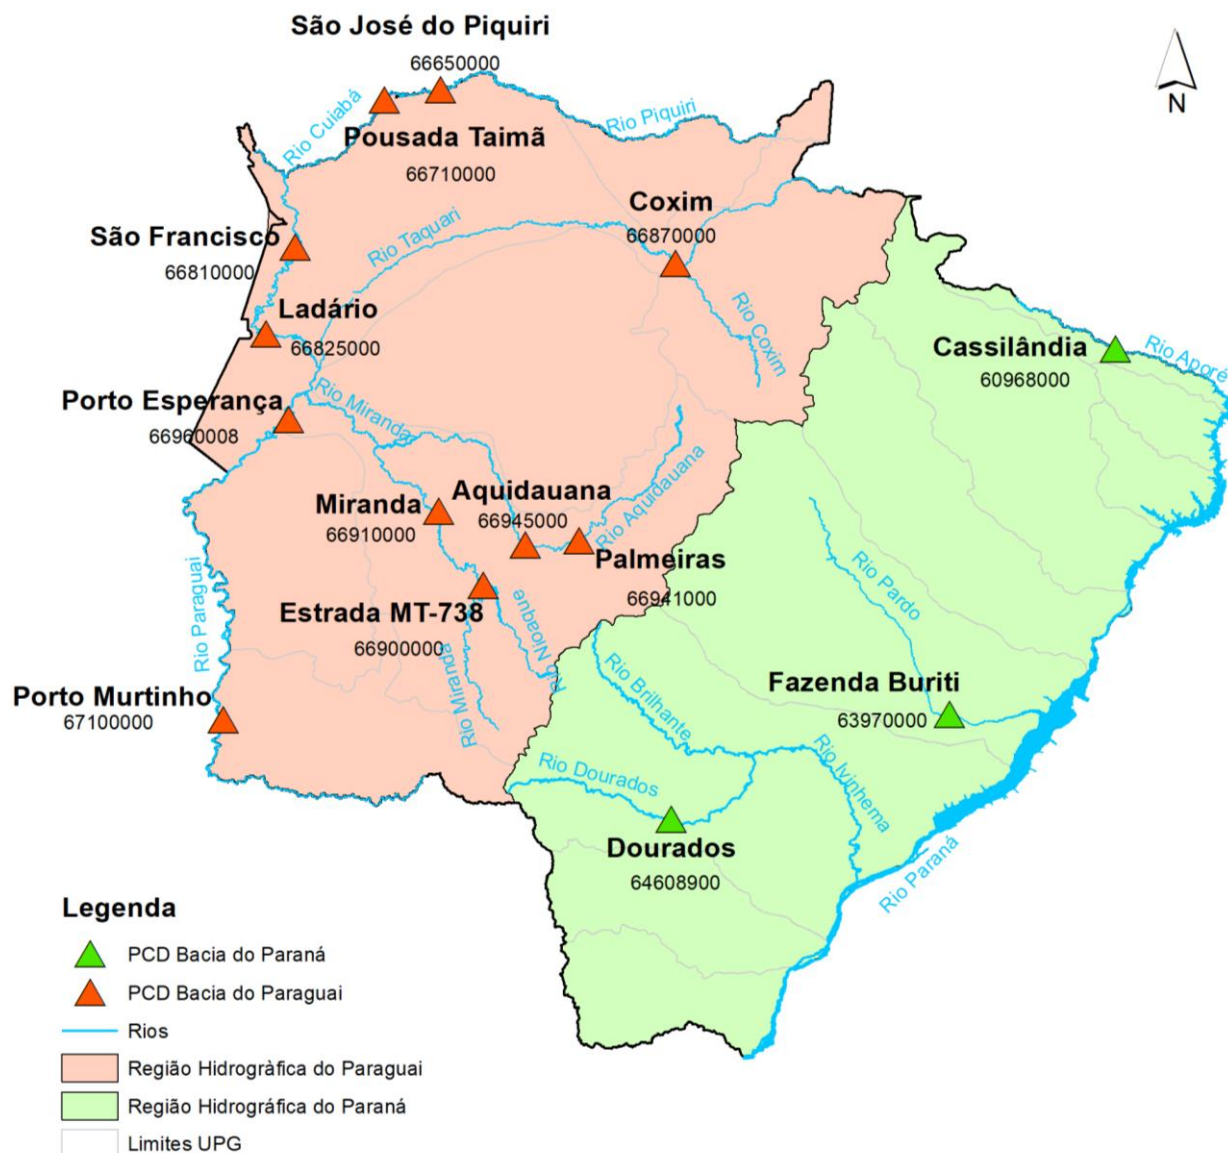 São José do Piquiri
66650000
N
Rio Cuiabá
Rio Piquiri
Pousada Taimã
66710000
Coxim
66870000
São Francisco
66810000
Rio Taquari
Ladário
66825000
Rio Coxim
Cassilândia
60968000
Rio Aporé
Porto Esperança
66960008
Rio Miranda
Miranda
66910000
Aquidauana
66945000
Rio Aquidauana
Palmeiras
66941000
Rio Pardo
Estrada MT-738
66900000
Rio Nioaque
Rio Miranda
Rio Paraguai
Porto Murtinho
67100000
Rio Brilhante
Fazenda Buriti
63970000
Rio Dourados
Rio Ivinhema
Dourados
64608900
Rio Paraná
Legenda
PCD Bacia do Paraná
PCD Bacia do Paraguai
Rios
Região Hidrogràfica do Paraguai
Região Hidrográfica do Paraná
Limites UPG